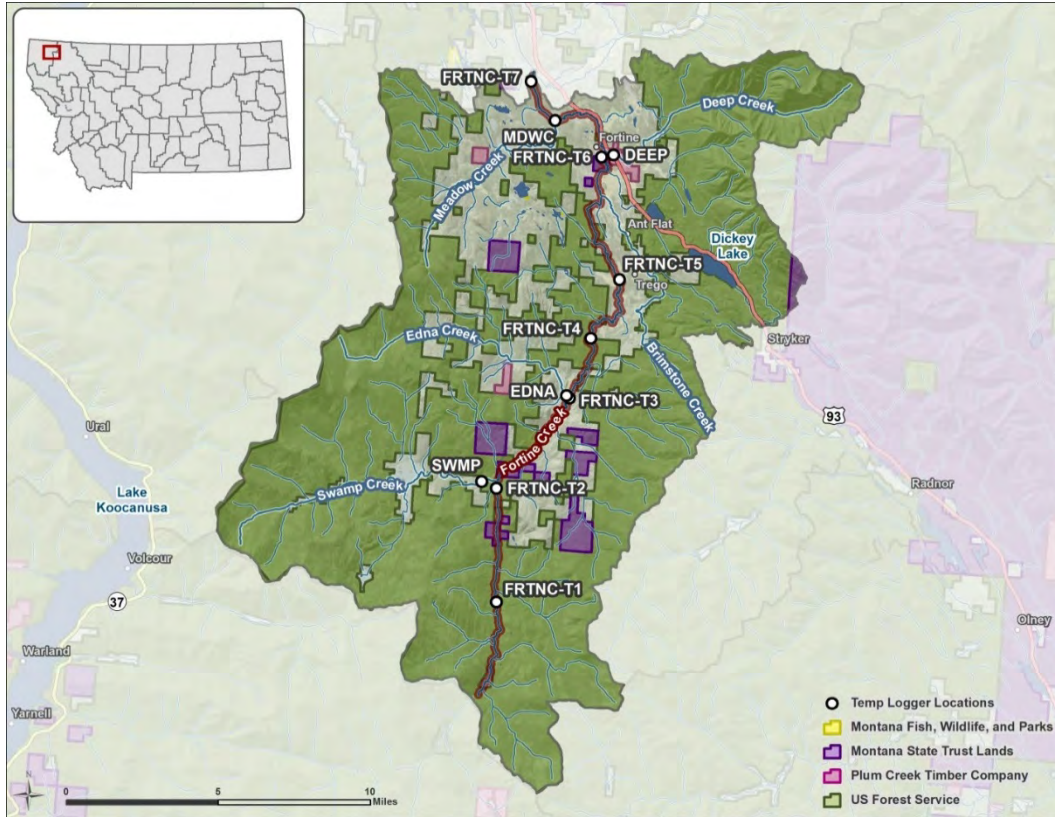 FRTNC-T7
Deep Creek
MDWC
Fortine
FRTNC-T6
DEEP
Meadow Creek
Ant Flat
Dickey
Lake
FRTNC-T5
Trego
Edna Creek
FRTNC-T4
Stryker
Brimstone Creek
EDNA
FRTNC-T3
93
Ural
Fortine Creek
SWMP
Lake
Koocanusa
Swamp Creek
FRTNC-T2
Radnor
Volcour
37
FRTNC-T1
Olney
Warland
Yarnell
Temp Logger Locations
Montana Fish, Wildlife, and Parks
Montana State Trust Lands
Plum Creek Timber Company
US Forest Service
N
0 5 10
Miles